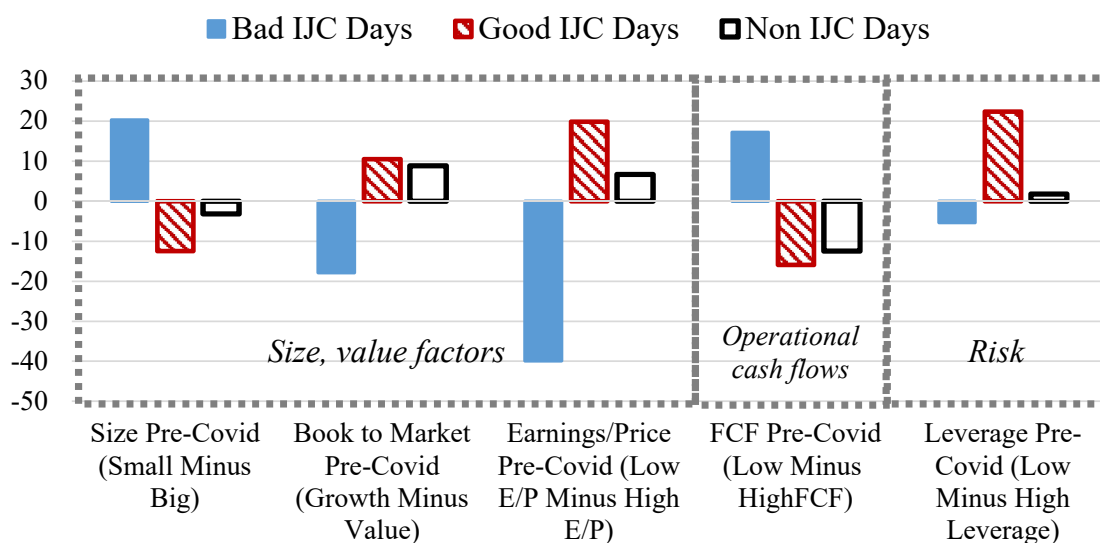 Bad IJC Days Good IJC Days Non IJC Days
30
20
10
0
-10
-20
-30
-40
-50
Size, value factors
Operational
cash flows
Risk
Size Pre-Covid
(Small Minus
Big)
Book to Market
Pre-Covid
(Growth Minus
Value)
Earnings/Price
Pre-Covid (Low
E/P Minus High
E/P)
FCF Pre-Covid
(Low Minus
HighFCF)
Leverage Pre-
Covid (Low
Minus High
Leverage)